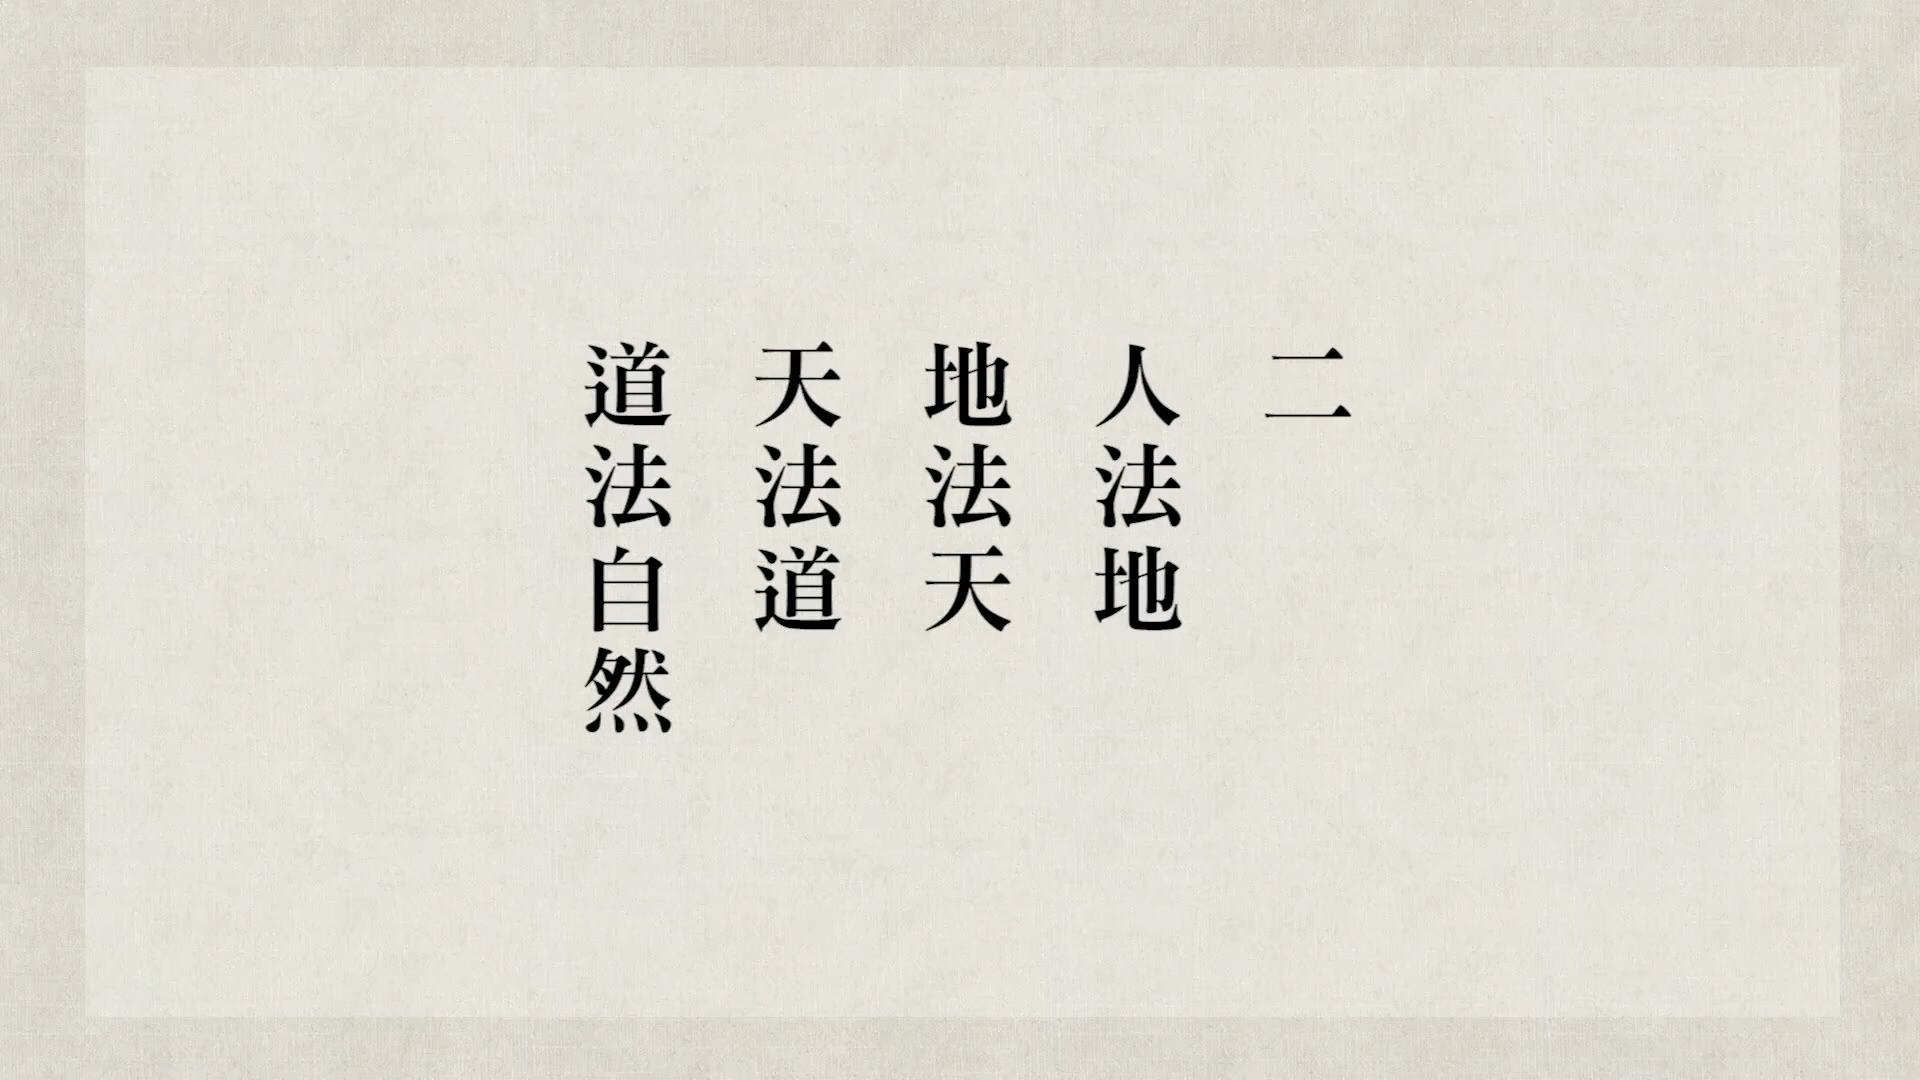 二
人法地
地法天
天法道
道法自然